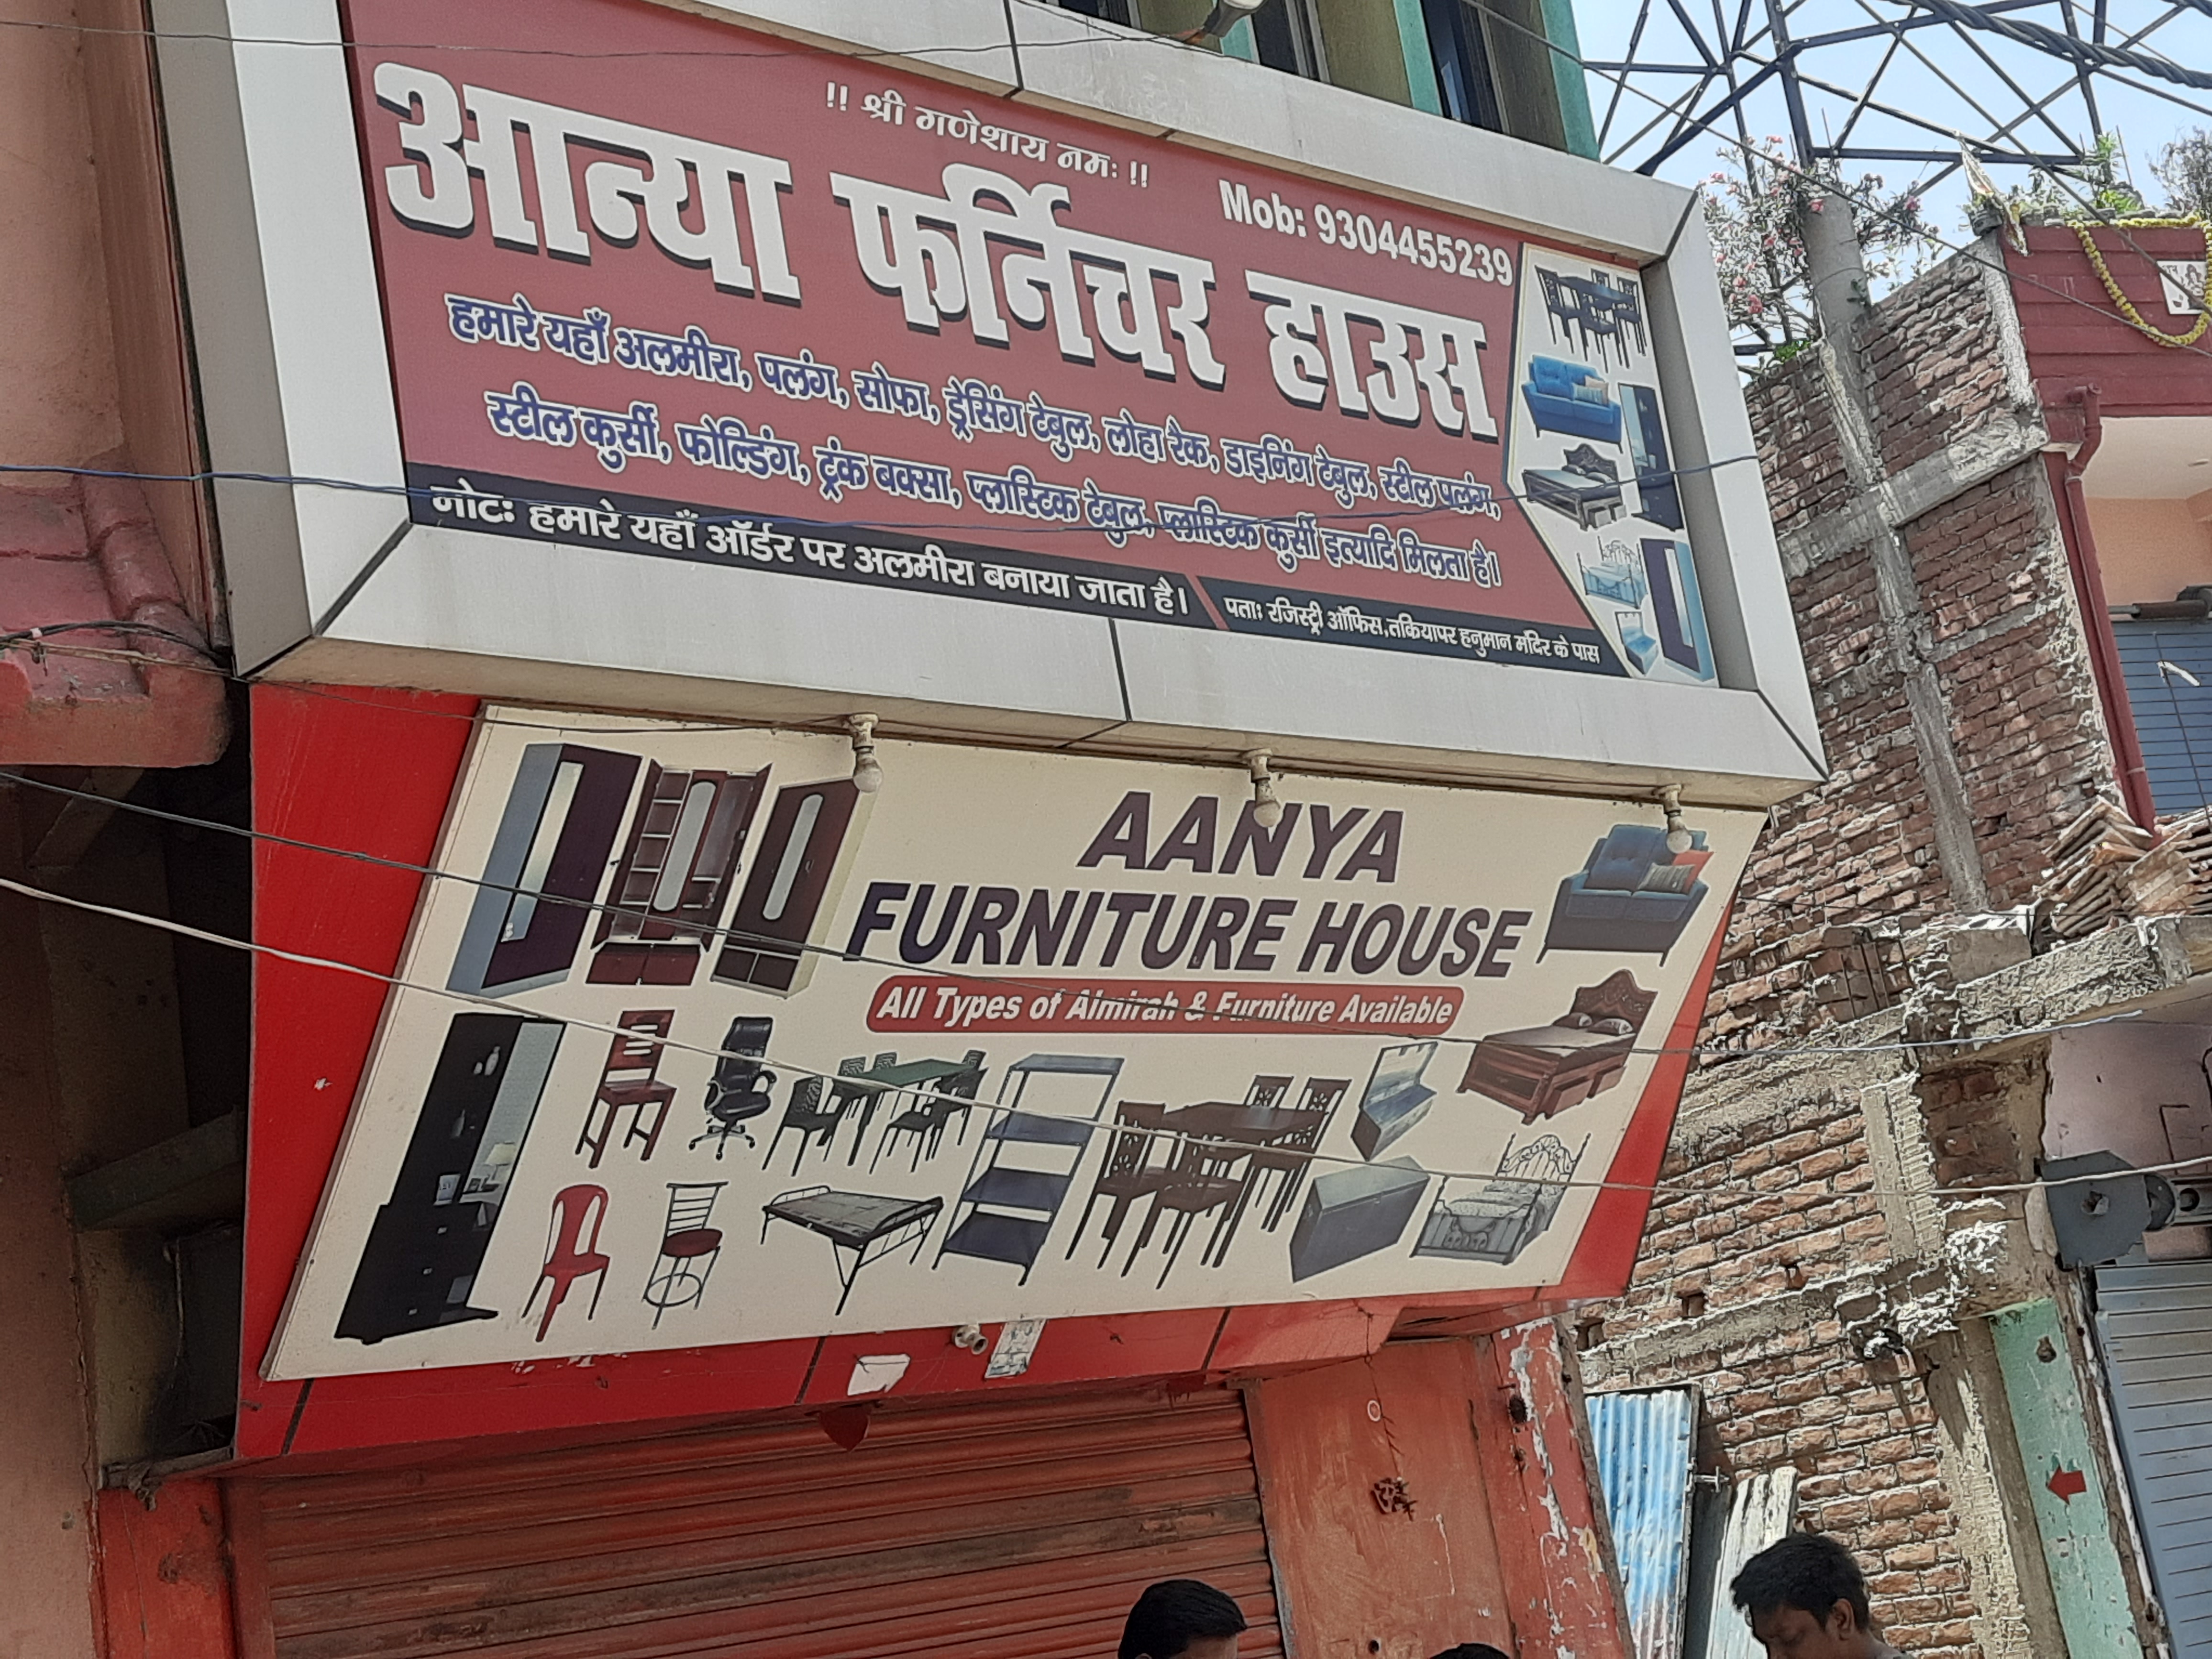 !! श्री गणेशाय नमः !!
Mob: 9304455239
आन्या फर्निचर हाउस
हमारे यहाँ अलमीरा, पलंग, सोफा, ड्रेसिंग टेबुल, लोहा रैक, डाइनिंग टेबुल, स्टील पलंग,
स्टील कुर्सी, फोल्डिंग, ट्रंक बक्सा, प्लास्टिक टेबुल, प्लास्टिक कुर्सी इत्यादि मिलता है।
नोटः हमारे यहाँ ऑर्डर पर अलमीरा बनाया जाता है।
पताः रजिस्ट्री ऑफिस,तकियापर हनुमान मंदिर के पास
AANYA
FURNITURE HOUSE
All Types of Almirah & Furniture Available